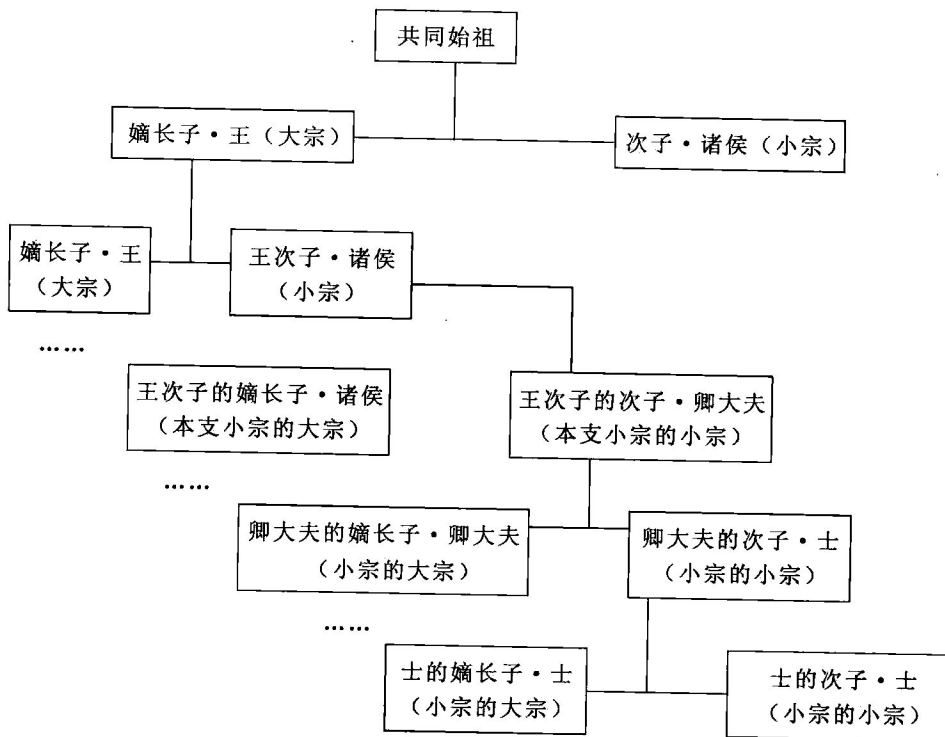 共同始祖
嫡长子·王（大宗）
次子·诸侯（小宗）
嫡长子·王
（大宗）
王次子·诸侯
（小宗）
……
王次子的嫡长子·诸侯
（本支小宗的大宗）
王次子的次子·卿大夫
（本支小宗的小宗）
……
卿大夫的嫡长子·卿大夫
（小宗的大宗）
卿大夫的次子·士
（小宗的小宗）
……
士的嫡长子·士
（小宗的大宗）
士的次子·士
（小宗的小宗）